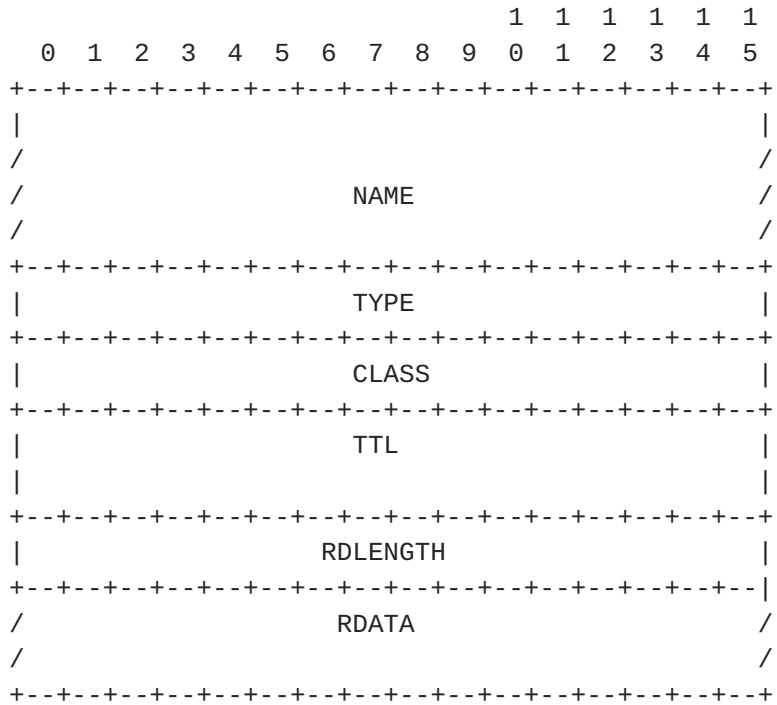 1  1  1  1  1  1
  0  1  2  3  4  5  6  7  8  9  0  1  2  3  4  5
+--+--+--+--+--+--+--+--+--+--+--+--+--+--+--+--+
|                                               |
/                                               /
/                      NAME                     /
/                                               /
+--+--+--+--+--+--+--+--+--+--+--+--+--+--+--+--+
|                      TYPE                     |
+--+--+--+--+--+--+--+--+--+--+--+--+--+--+--+--+
|                      CLASS                    |
+--+--+--+--+--+--+--+--+--+--+--+--+--+--+--+--+
|                      TTL                      |
|                                               |
+--+--+--+--+--+--+--+--+--+--+--+--+--+--+--+--+
|                    RDLENGTH                   |
+--+--+--+--+--+--+--+--+--+--+--+--+--+--+--+--|
/                     RDATA                     /
/                                               /
+--+--+--+--+--+--+--+--+--+--+--+--+--+--+--+--+